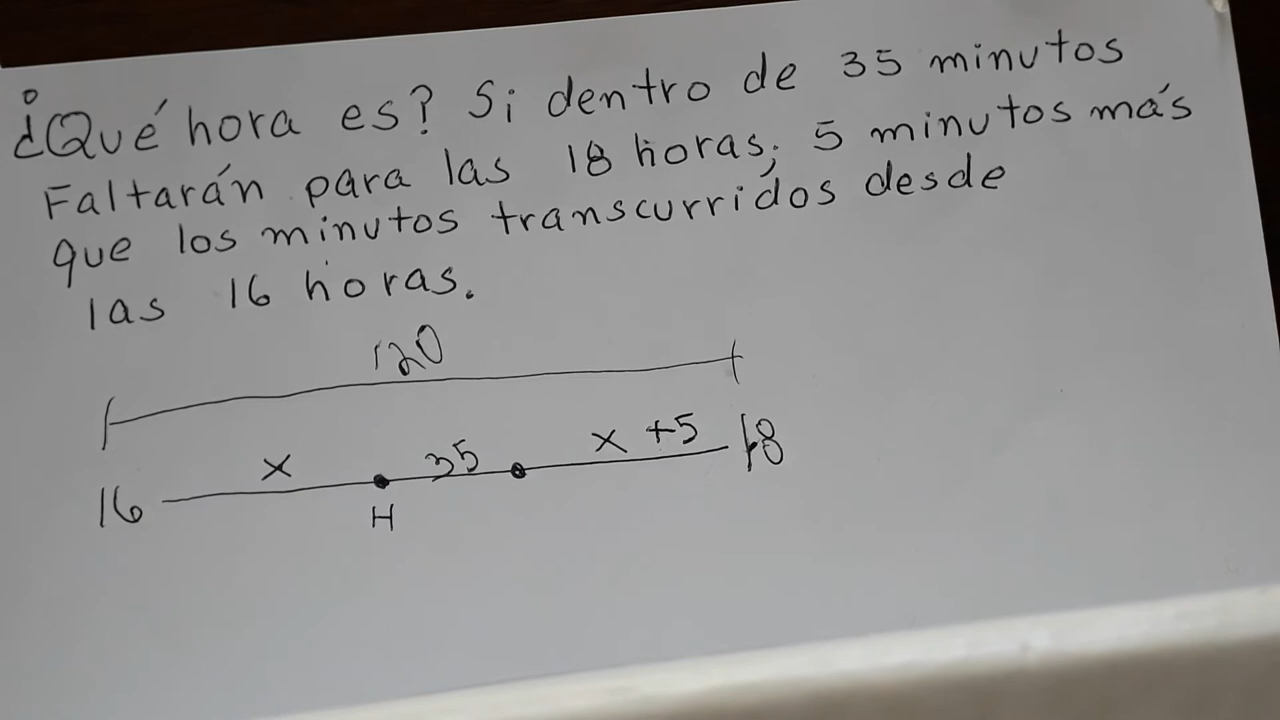 ¿Qué hora es? Si dentro de 35 minutos
Faltarán para las 18 horas; 5 minutos más
que los minutos transcurridos desde
las 16 horas.
120
x 35 x +5
16 18
H